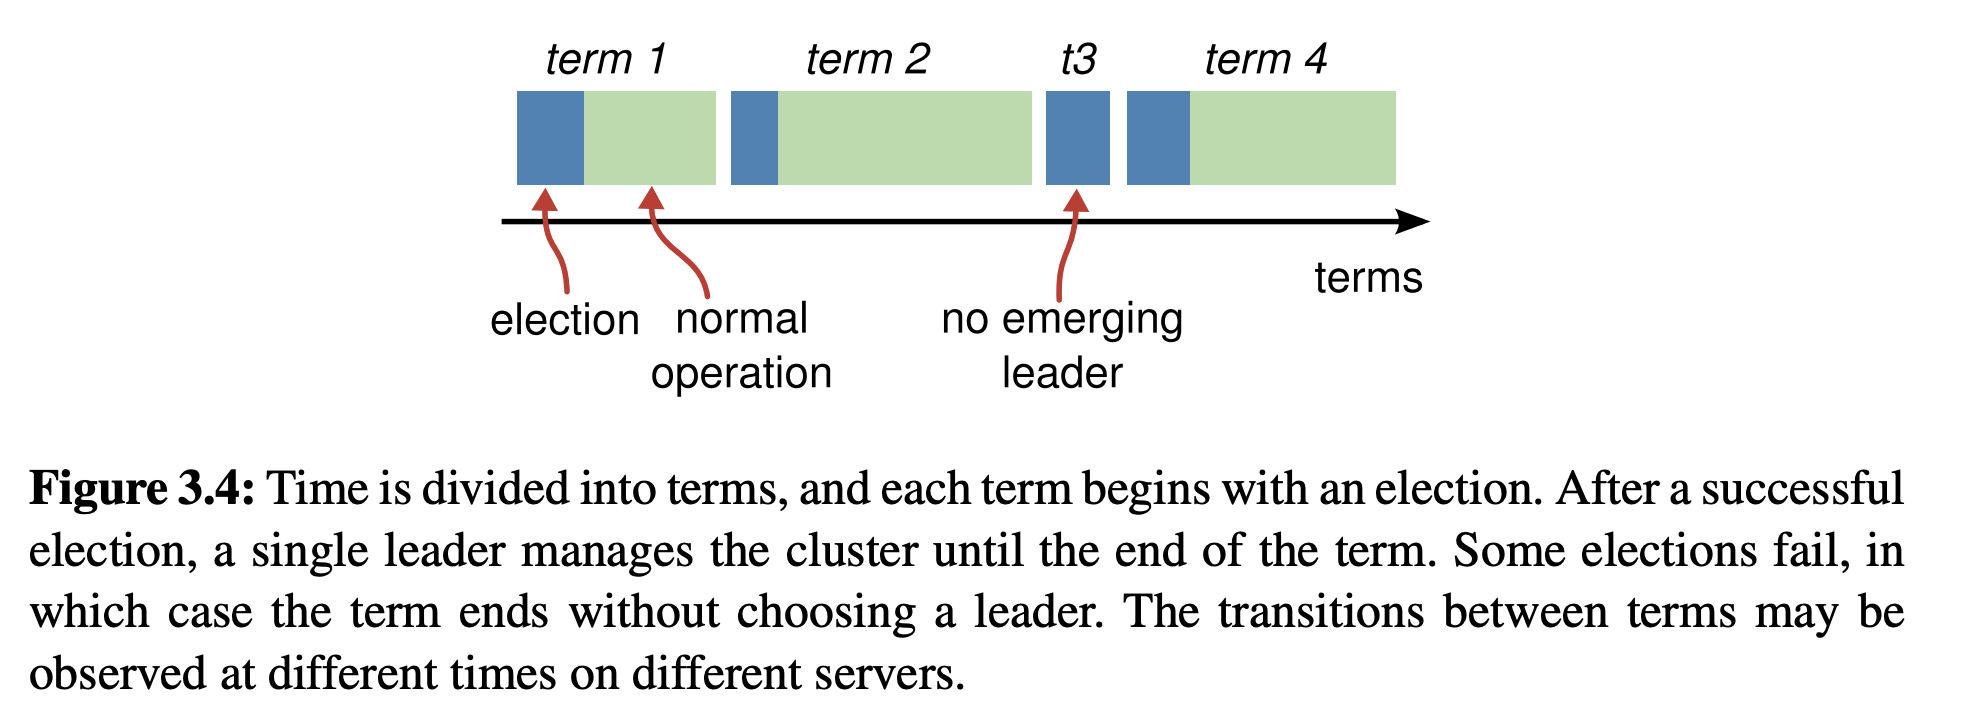 term 1 term 2 t3 term 4
terms
election normal no emerging
operation leader
Figure 3.4: Time is divided into terms, and each term begins with an election. After a successful
election, a single leader manages the cluster until the end of the term. Some elections fail, in
which case the term ends without choosing a leader. The transitions between terms may be
observed at different times on different servers.